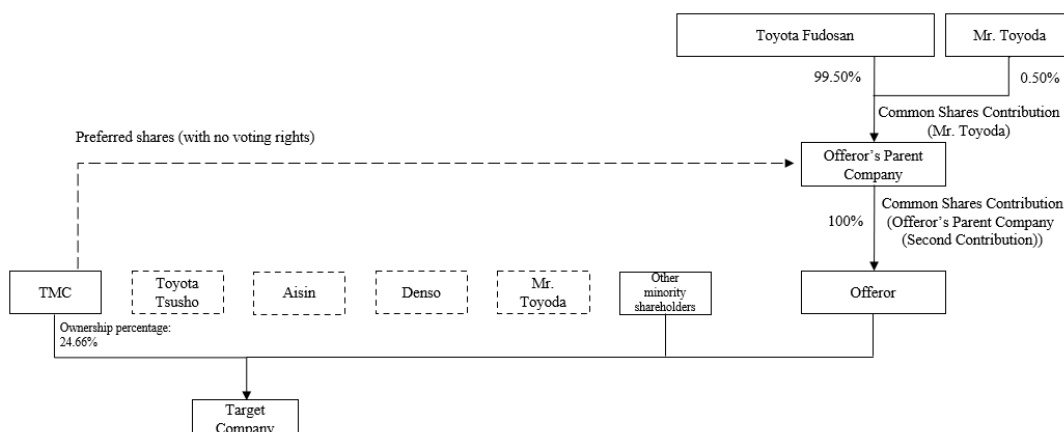 Toyota Fudosan
Mr. Toyoda
99.50%
0.50%
Common Shares Contribution
(Mr. Toyoda)
Preferred shares (with no voting rights)
Offeror’s Parent
Company
Common Shares Contribution
(Offeror’s Parent Company
(Second Contribution))
100%
TMC
Toyota
Tsusho
Aisin
Denso
Mr.
Toyoda
Other
minority
shareholders
Offeror
Ownership percentage:
24.66%
Target
Company